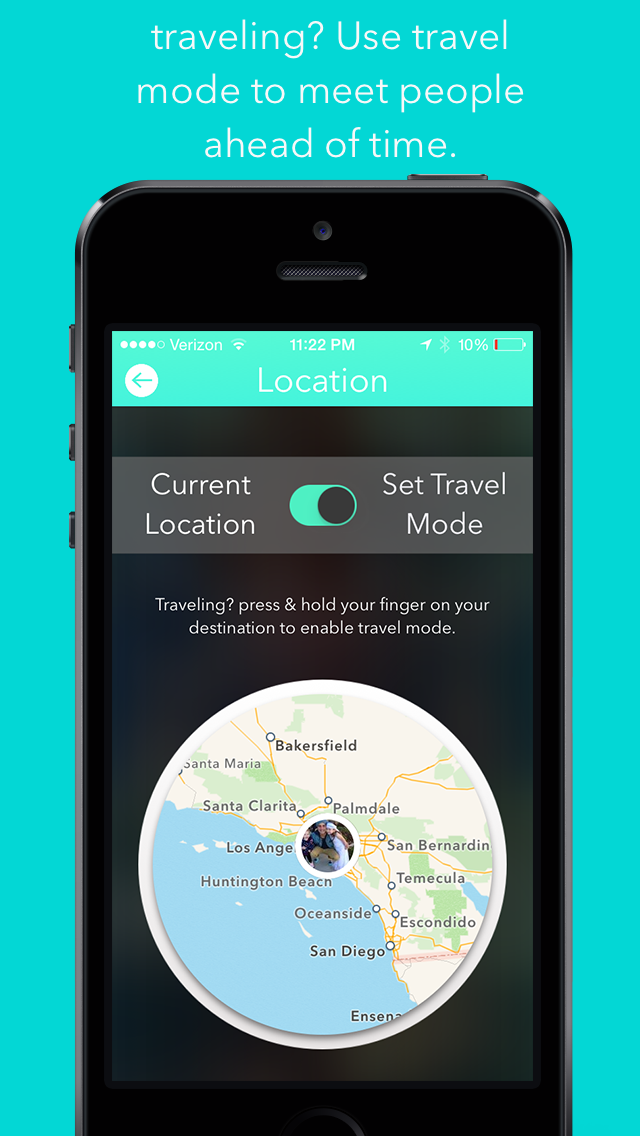 traveling? Use travel
mode to meet people
ahead of time.
Verizon 11:22 PM 10%
Location
Current
Location
Set Travel
Mode
Traveling? press & hold your finger on your
destination to enable travel mode.
Bakersfield
Santa Maria
Santa Clarita
Palmdale
Los Ange
San Bernardin
Huntington Beach
Temecula
Oceanside
Escondido
San Diego
Ensena